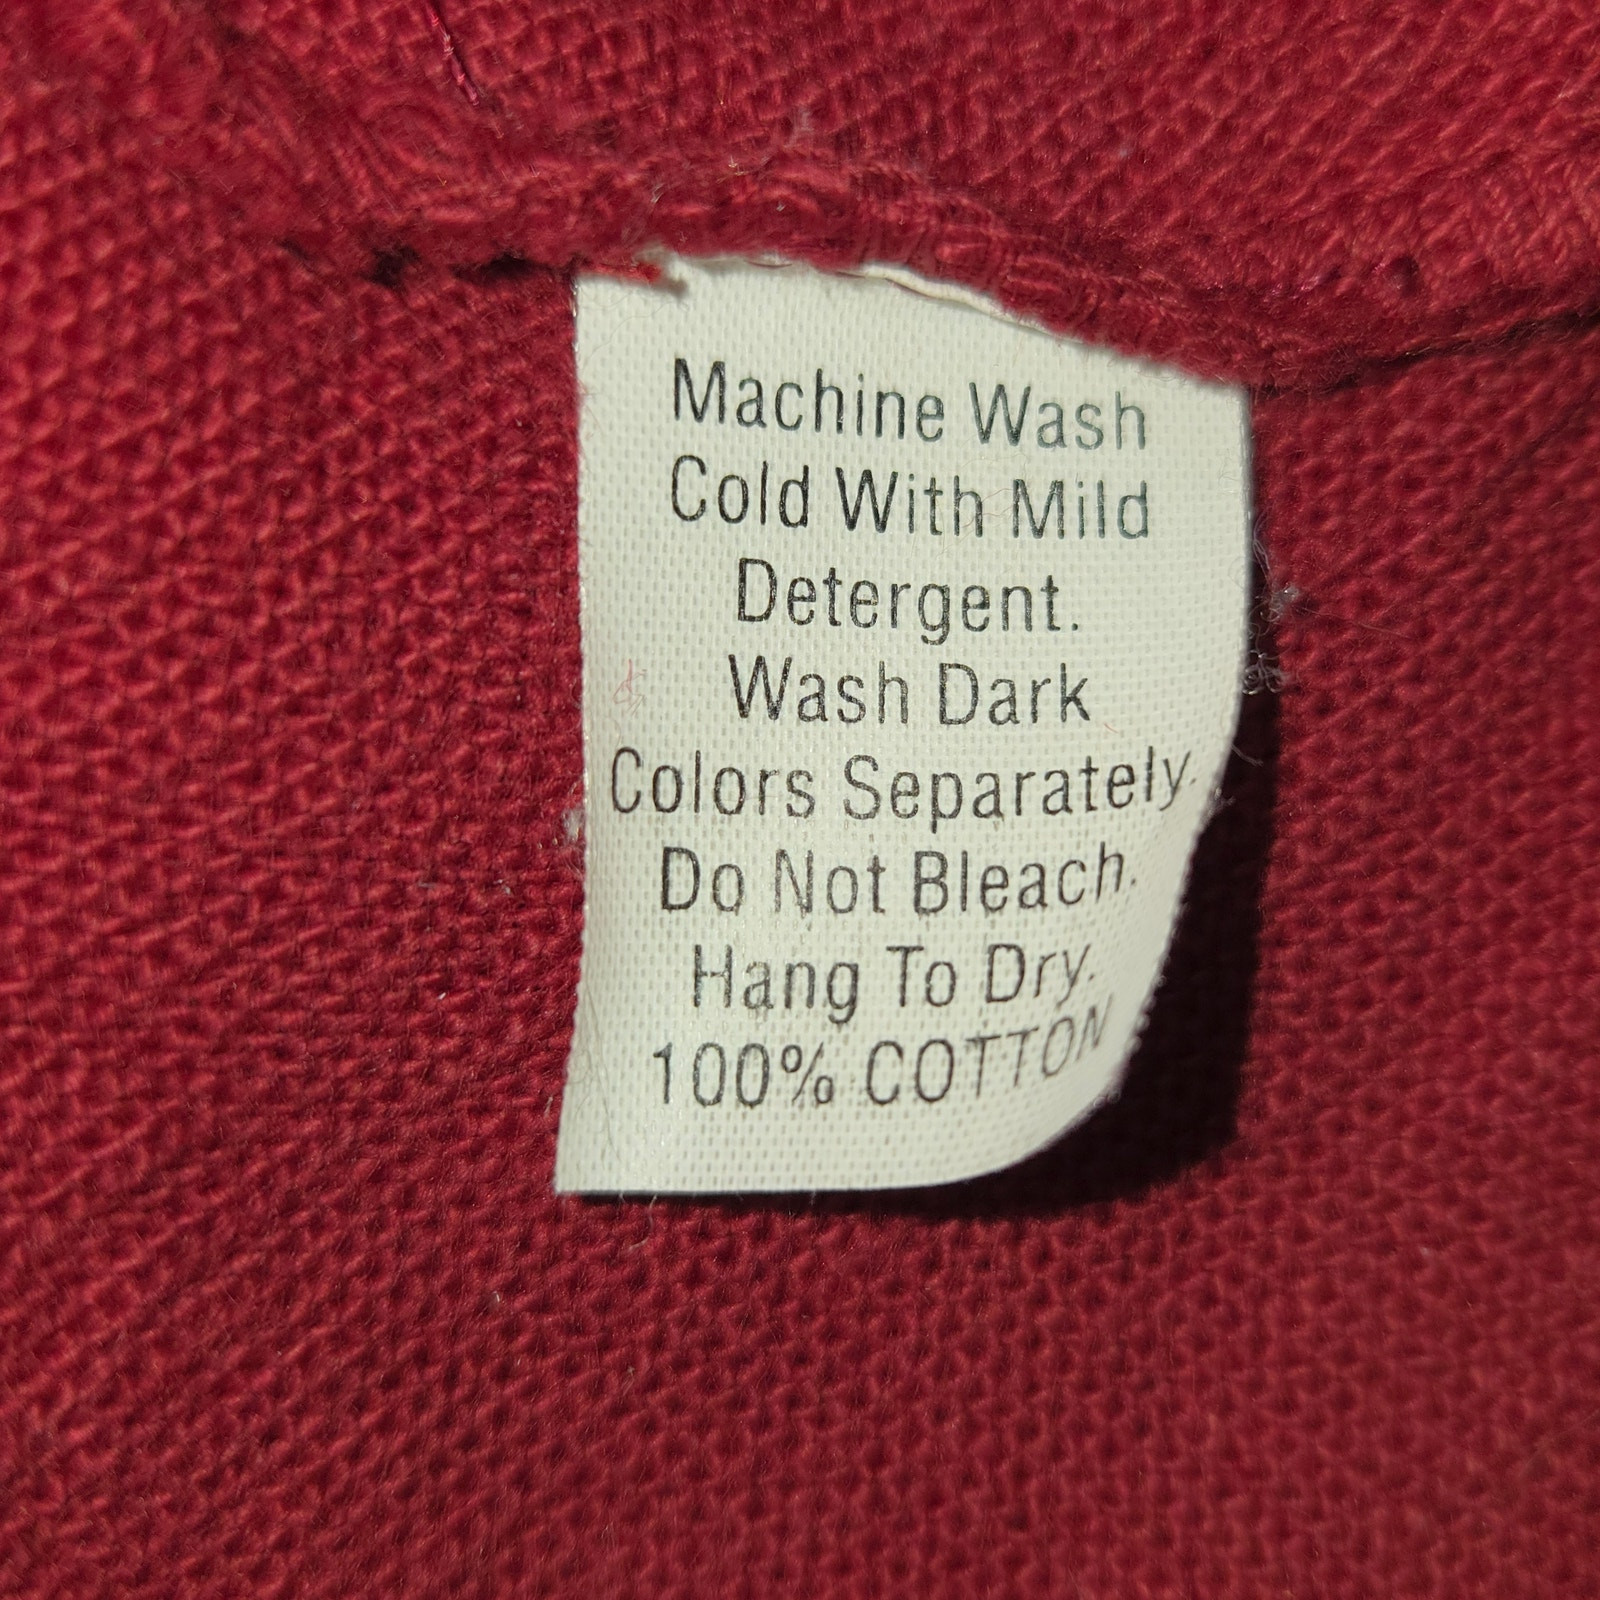 Machine Wash
Cold With Mild
Detergent.
Wash Dark
Colors Separately.
Do Not Bleach.
Hang To Dry.
100% COTTON